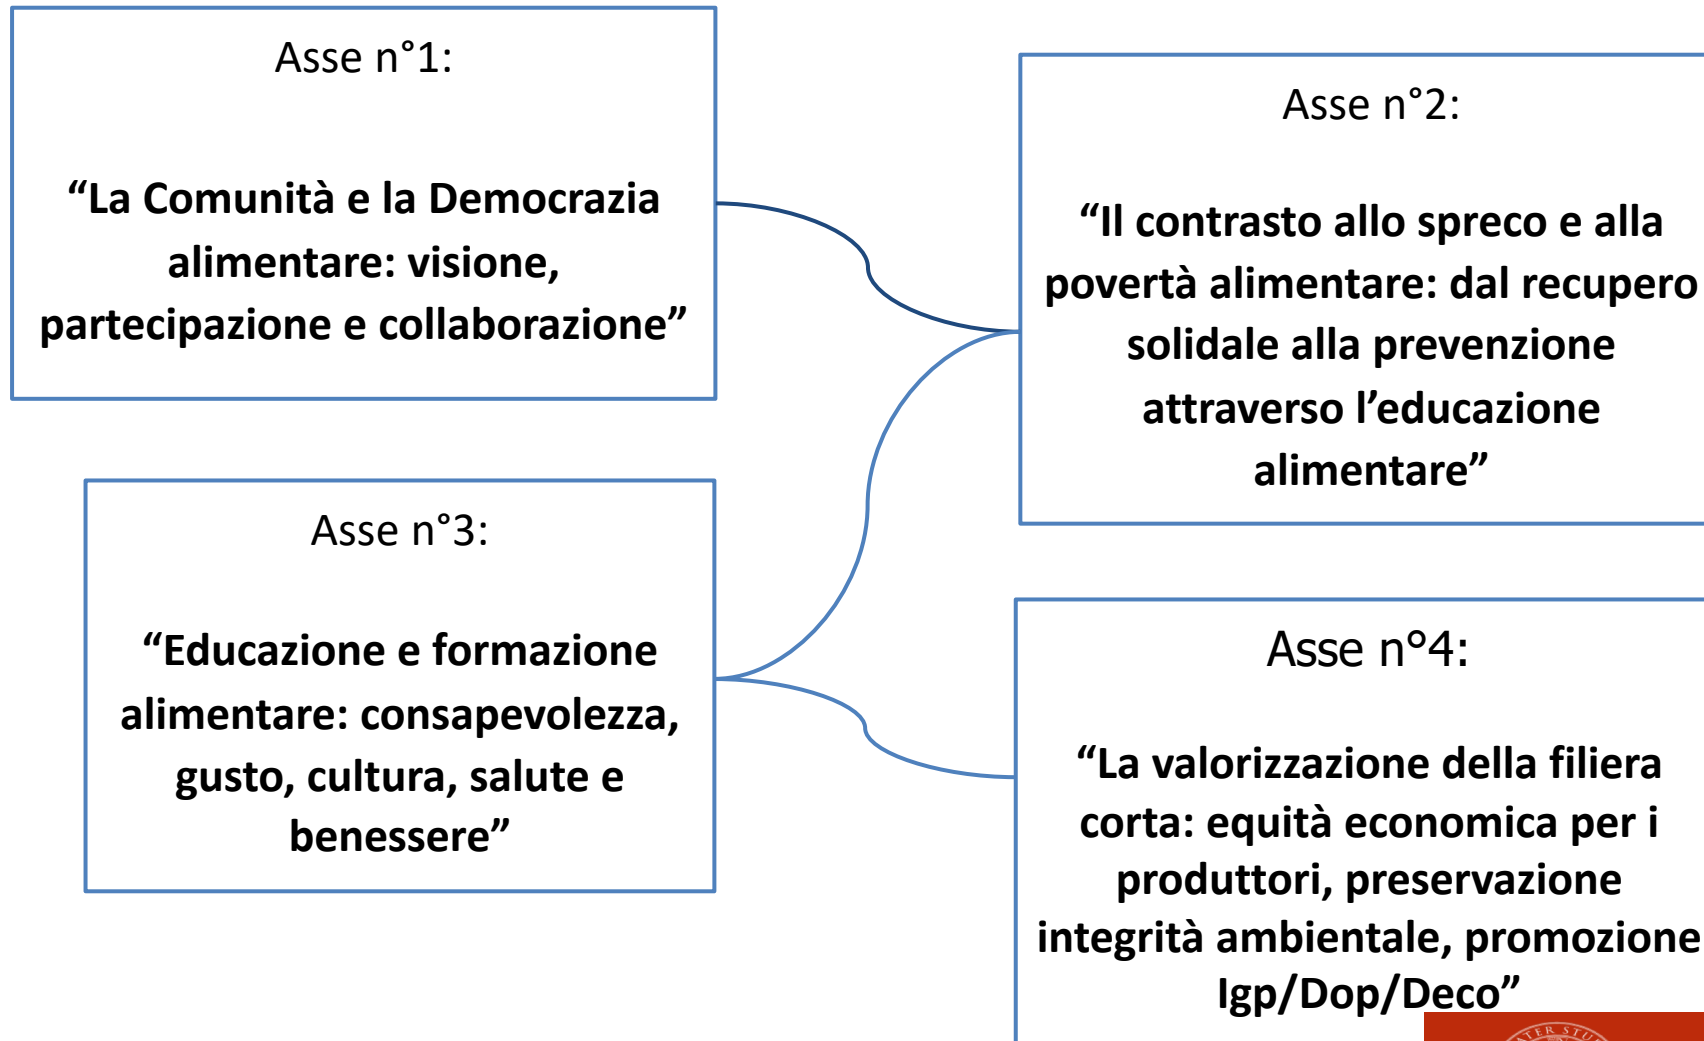 Asse n°1:
“La Comunità e la Democrazia
alimentare: visione,
partecipazione e collaborazione”
Asse n°2:
“Il contrasto allo spreco e alla
povertà alimentare: dal recupero
solidale alla prevenzione
attraverso l’educazione
alimentare”
Asse n°3:
“Educazione e formazione
alimentare: consapevolezza,
gusto, cultura, salute e
benessere”
Asse n°4:
“La valorizzazione della filiera
corta: equità economica per i
produttori, preservazione
integrità ambientale, promozione
Igp/Dop/Deco”